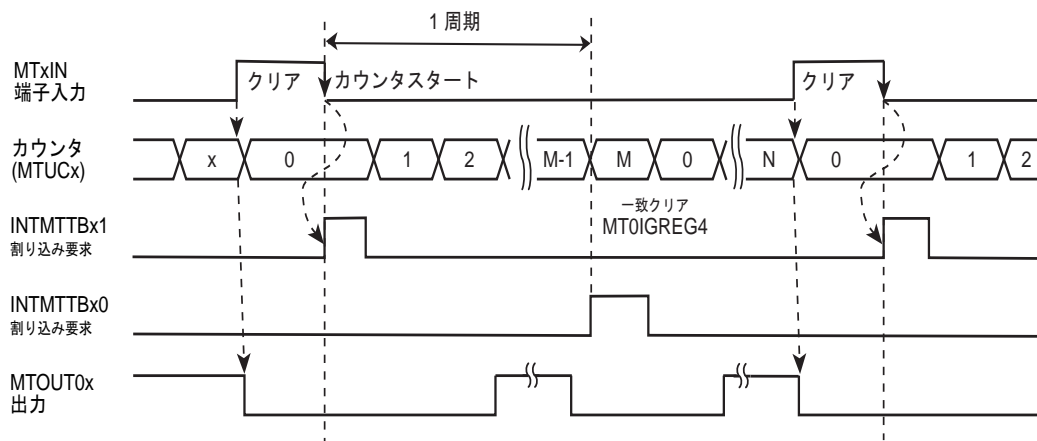 1 周期
MTxIN
端子入力
クリア
カウンタスタート
クリア
カウンタ
(MTUCx)
x
0
1
2
M-1
M
0
N
0
1
2
一致クリア
MT0IGREG4
INTMTTBx1
割り込み要求
INTMTTBx0
割り込み要求
MTOUT0x
出力